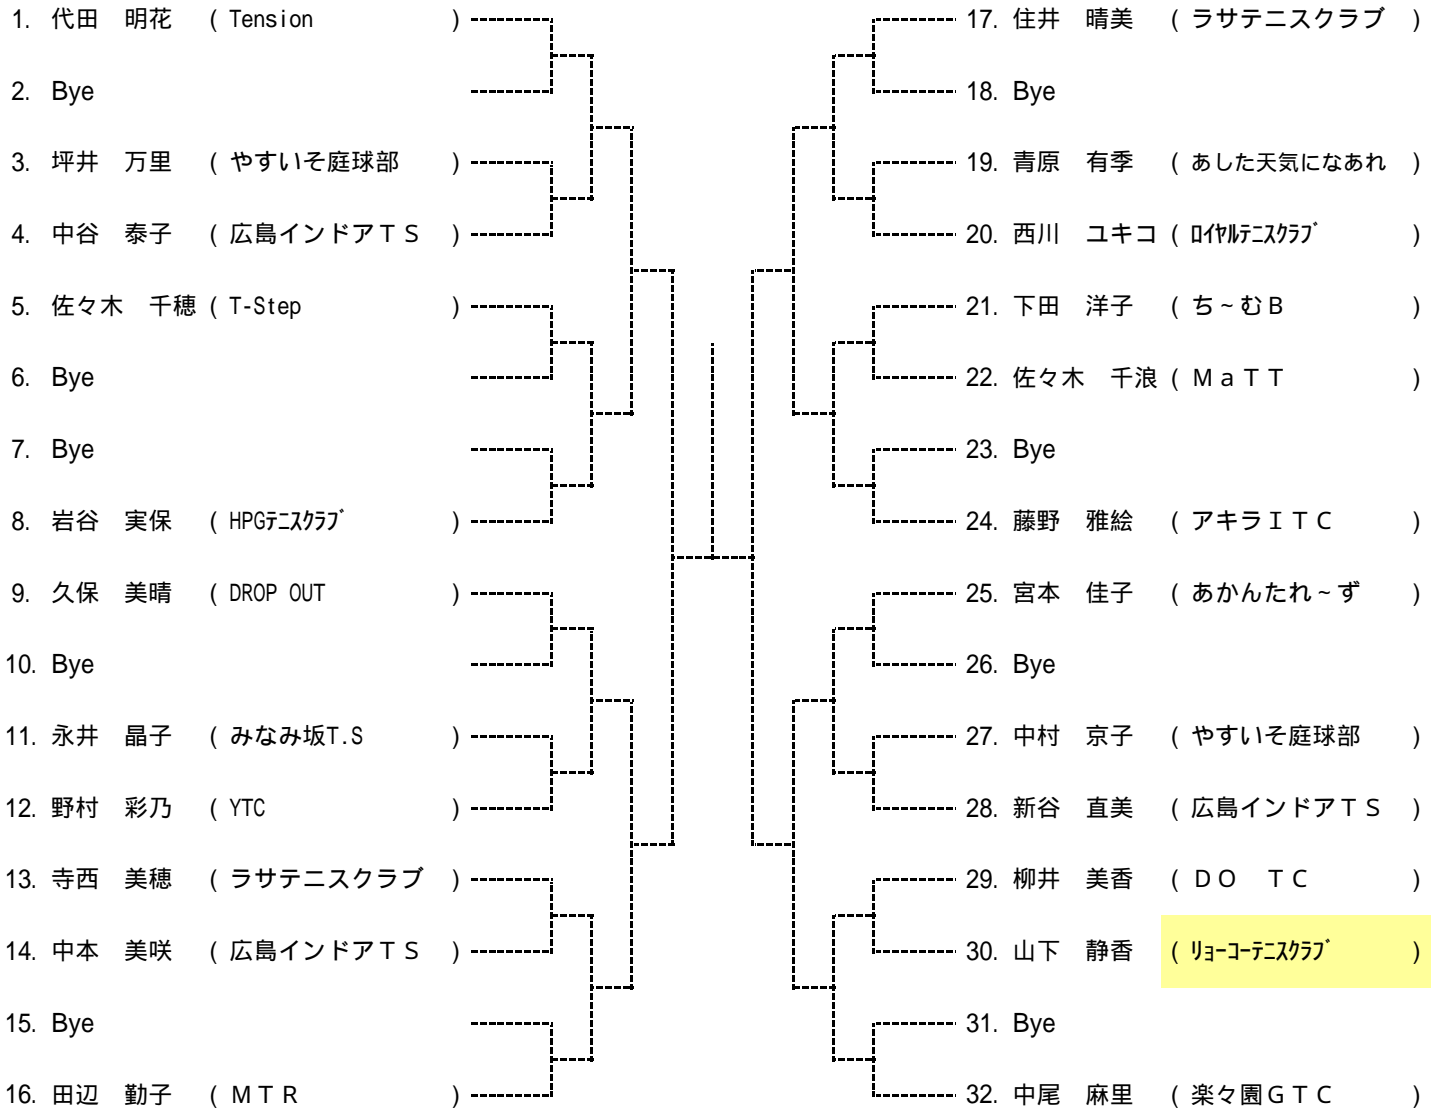 1. 代田　明花 ( Tension )
2. Bye
3. 坪井　万里 ( やすいそ庭球部 )
4. 中谷　泰子 ( 広島インドアＴＳ )
5. 佐々木　千穂 ( T-Step )
6. Bye
7. Bye
8. 岩谷　実保 ( HPGﾃﾆｽｸﾗﾌﾞ )
9. 久保　美晴 ( DROP OUT )
10. Bye
11. 永井　晶子 ( みなみ坂T.S )
12. 野村　彩乃 ( YTC )
13. 寺西　美穂 ( ラサテニスクラブ )
14. 中本　美咲 ( 広島インドアＴＳ )
15. Bye
16. 田辺　勤子 ( ＭＴＲ )
17. 住井　晴美 ( ラサテニスクラブ )
18. Bye
19. 青原　有季 ( あした天気になあれ )
20. 西川　ユキコ ( ﾛｲﾔﾙﾃﾆｽｸﾗﾌﾞ )
21. 下田　洋子 ( ち～むＢ )
22. 佐々木　千浪 ( ＭａＴＴ )
23. Bye
24. 藤野　雅絵 ( アキラＩＴＣ )
25. 宮本　佳子 ( あかんたれ～ず )
26. Bye
27. 中村　京子 ( やすいそ庭球部 )
28. 新谷　直美 ( 広島インドアＴＳ )
29. 柳井　美香 ( ＤＯ　ＴＣ )
30. 山下　静香 ( ﾘｮｰｺｰﾃﾆｽｸﾗﾌﾞ )
31. Bye
32. 中尾　麻里 ( 楽々園ＧＴＣ )